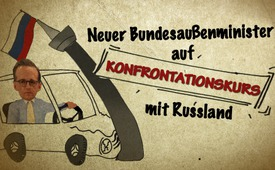 Neuer Bundesaußenminister
auf
KONFRONTATIONSKURS
mit Russland